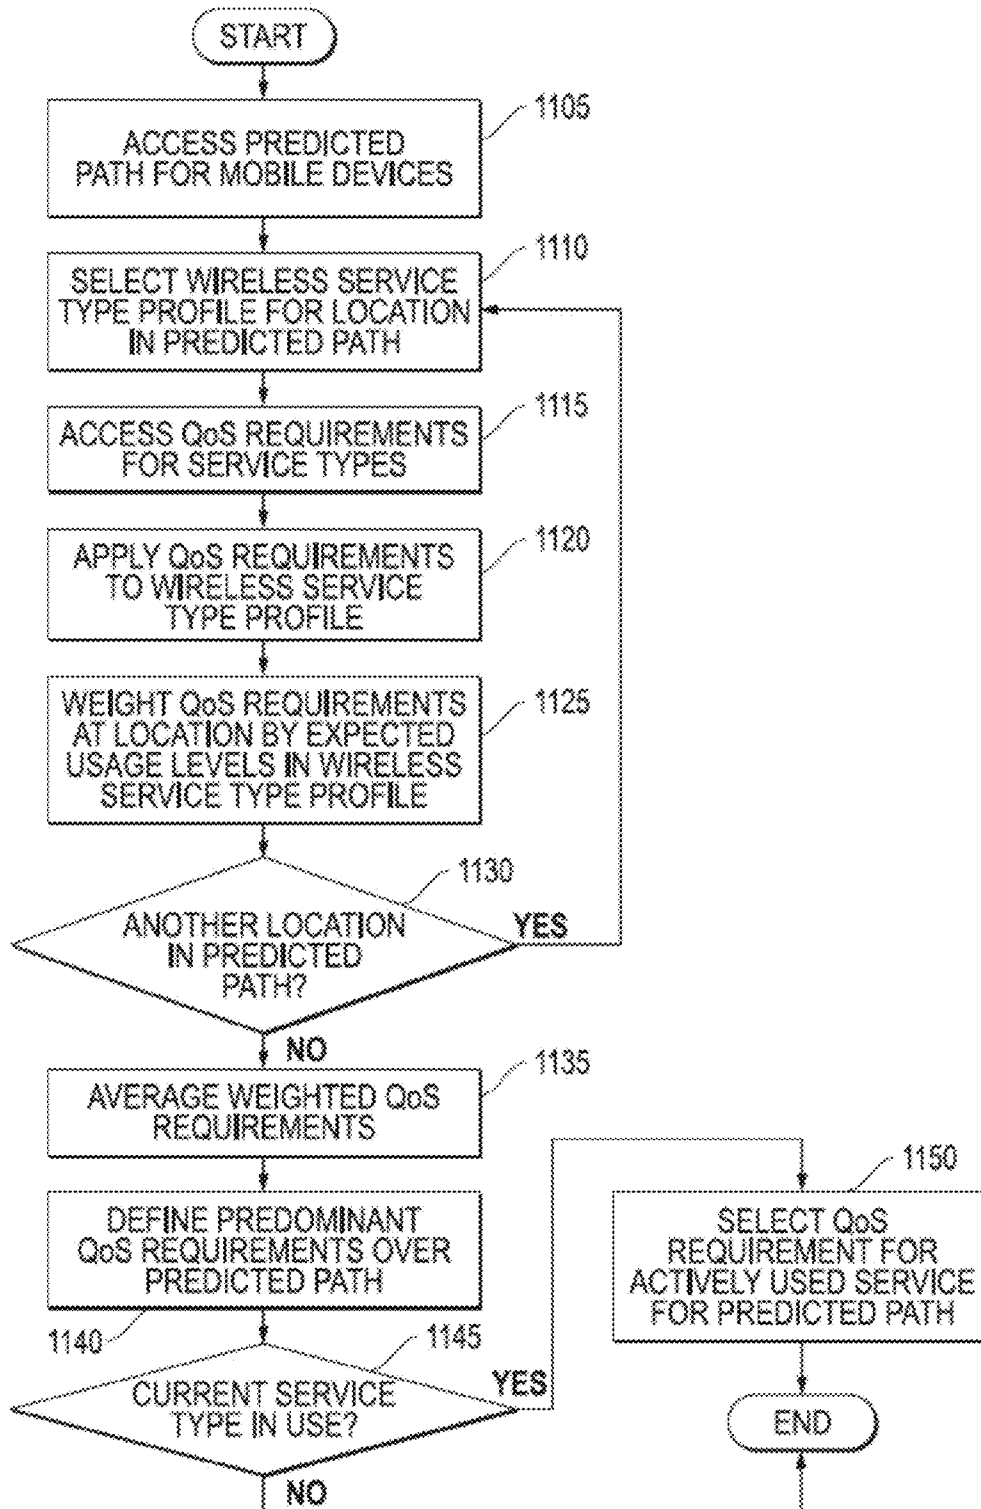 START
1105
ACCESS PREDICTED
PATH FOR MOBILE DEVICES
1110
SELECT WIRELESS SERVICE
TYPE PROFILE FOR LOCATION
IN PREDICTED PATH
1115
ACCESS QoS REQUIREMENTS
FOR SERVICE TYPES
1120
APPLY QoS REQUIREMENTS
TO WIRELESS SERVICE
TYPE PROFILE
1125
WEIGHT QoS REQUIREMENTS
AT LOCATION BY EXPECTED
USAGE LEVELS IN WIRELESS
SERVICE TYPE PROFILE
1130
ANOTHER LOCATION
IN PREDICTED
PATH?
YES
NO
1135
AVERAGE WEIGHTED QoS
REQUIREMENTS
DEFINE PREDOMINANT
QoS REQUIREMENTS OVER
PREDICTED PATH
1140
1145
CURRENT SERVICE
TYPE IN USE?
YES
NO
1150
SELECT QoS
REQUIREMENT FOR
ACTIVELY USED SERVICE
FOR PREDICTED PATH
END